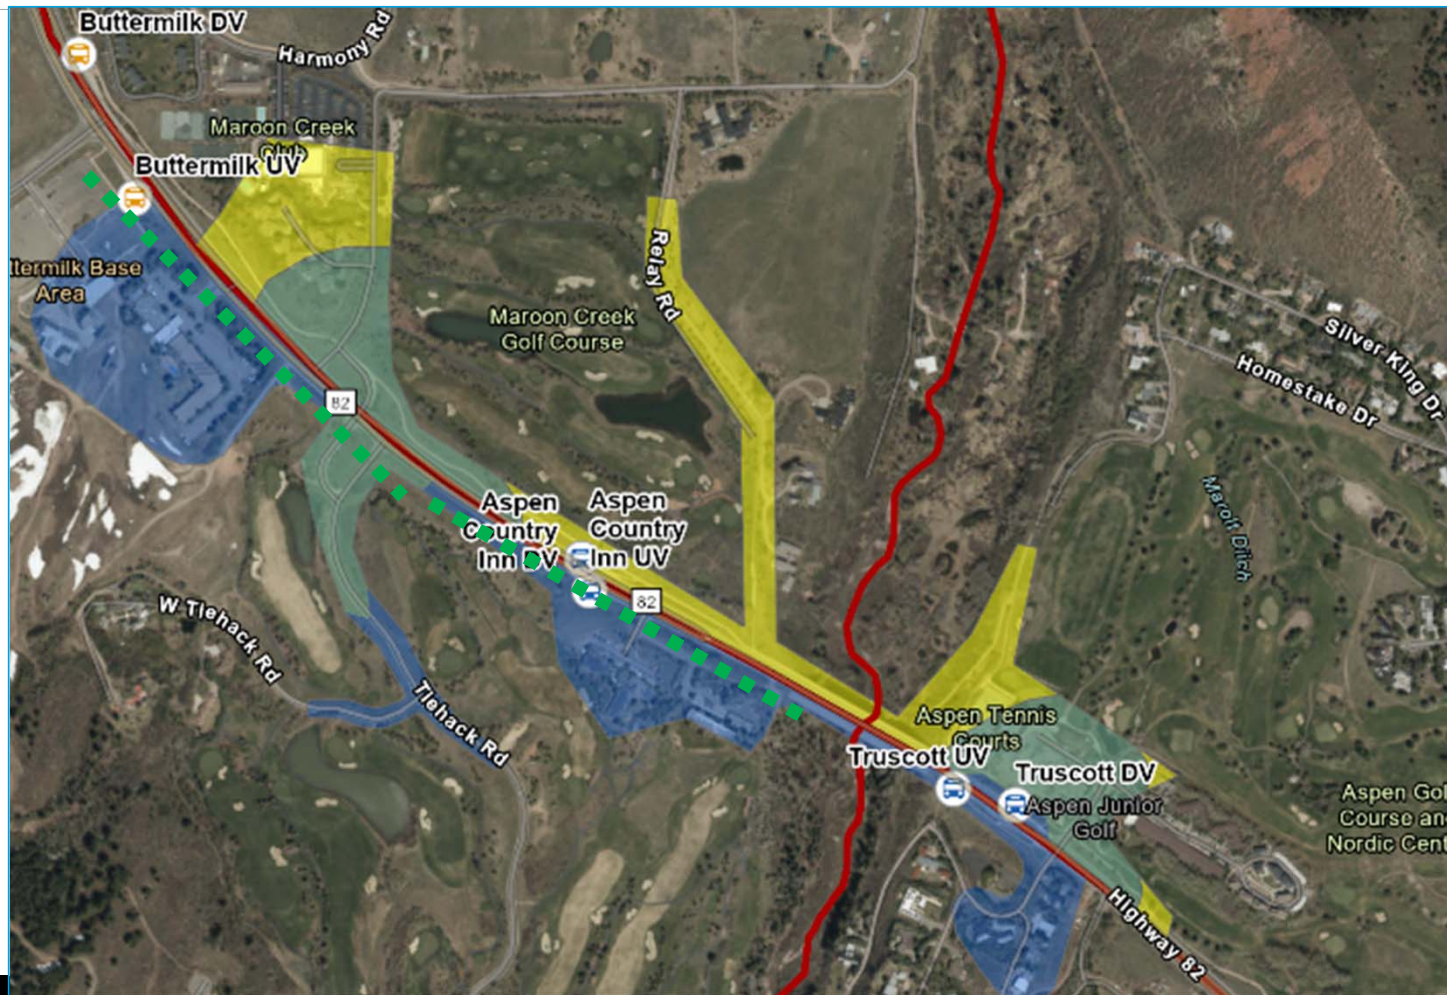 Buttermilk DV
Harmony Rd
Maroon Creek
Club
Buttermilk UV
ttermilk Base
Area
Relay Rd
Maroon Creek
Golf Course
Silver King Dr
Homestake Dr
82
Marolt Ditch
Aspen
Country
Inn DV
Aspen
Country
Inn UV
82
W Tiehack Rd
Tiehack Rd
Aspen Tennis
Courts
Truscott UV
Truscott DV
Aspen Junior
Golf
Aspen Gol
Course an
Nordic Cent
Highway 82